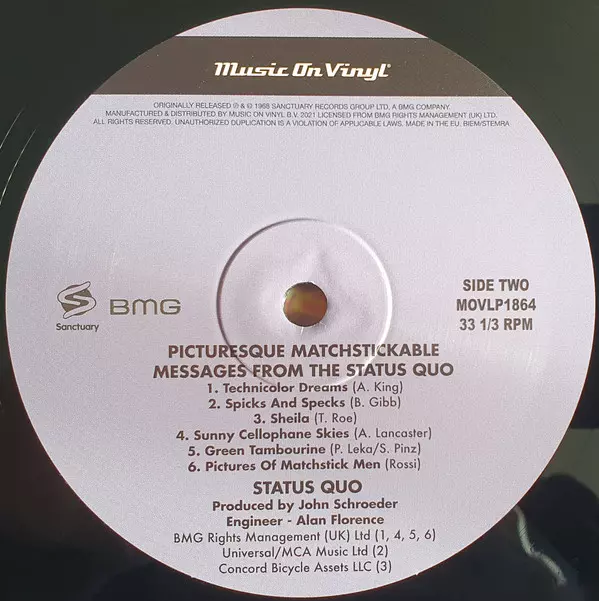 Music On Vinyl®
ORIGINALLY RELEASED ℗ & © 1968 SANCTUARY RECORDS GROUP LTD. A BMG COMPANY.
MANUFACTURED & DISTRIBUTED BY MUSIC ON VINYL B.V. 2021 LICENSED FROM BMG RIGHTS MANAGEMENT (UK) LTD.
ALL RIGHTS RESERVED. UNAUTHORIZED DUPLICATION IS A VIOLATION OF APPLICABLE LAWS. MADE IN THE EU. BIEM/STEMRA
Sanctuary
BMG
SIDE TWO
MOVLP1864
33 1/3 RPM
PICTURESQUE MATCHSTICKABLE
MESSAGES FROM THE STATUS QUO
1. Technicolor Dreams (A. King)
2. Spicks And Specks (B. Gibb)
3. Sheila (T. Roe)
4. Sunny Cellophane Skies (A. Lancaster)
5. Green Tambourine (P. Leka/S. Pinz)
6. Pictures Of Matchstick Men (Rossi)
STATUS QUO
Produced by John Schroeder
Engineer - Alan Florence
BMG Rights Management (UK) Ltd (1, 4, 5, 6)
Universal/MCA Music Ltd (2)
Concord Bicycle Assets LLC (3)